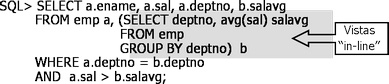 SQL> SELECT a.ename, a.sal, a.deptno, b.salavg
FROM emp a, (SELECT deptno, avg(sal) salavg
FROM emp
GROUP BY deptno) b
WHERE a.deptno = b.deptno
AND a.sal > b.salavg;
Vistas
"in-line"